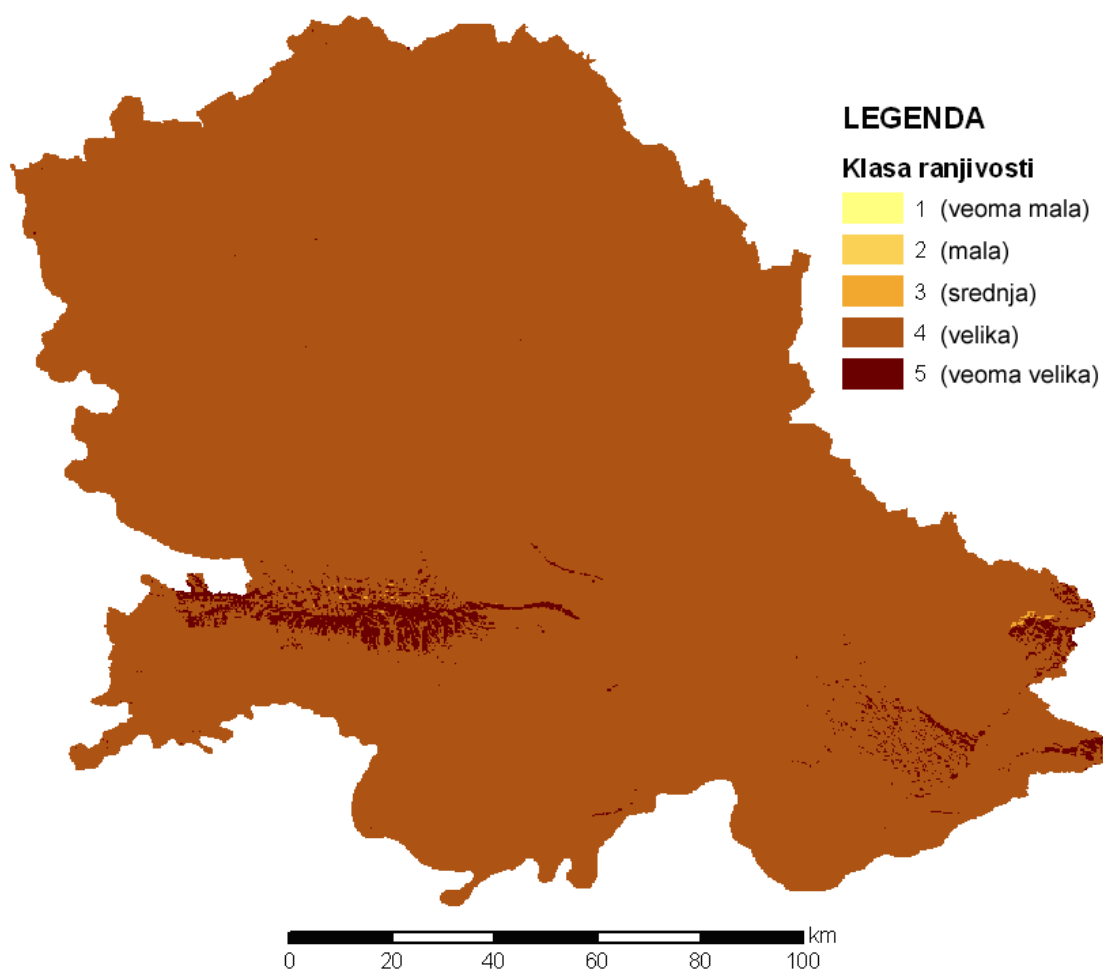 LEGENDA
Klasa ranjivosti
1 (veoma mala)
2 (mala)
3 (srednja)
4 (velika)
5 (veoma velika)
km
0 20 40 60 80 100